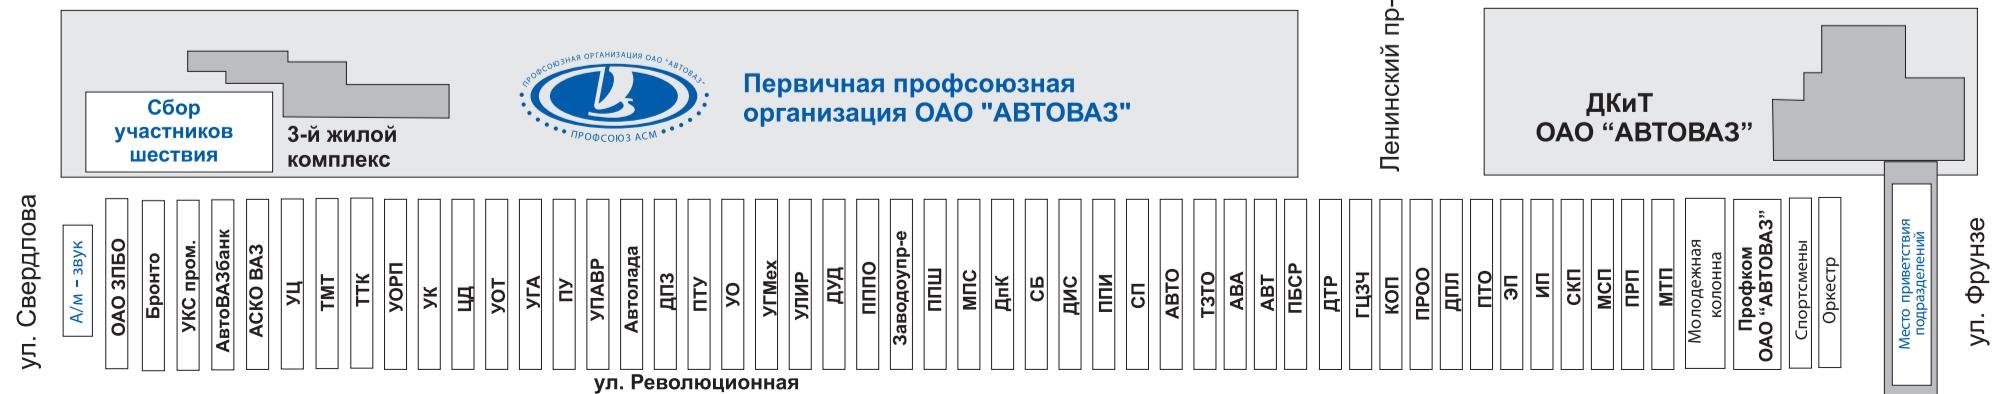 Сбор
участников
шествия
3-й жилой
комплекс
ПРОФСОЮЗНАЯ ОРГАНИЗАЦИЯ ОАО "АВТОВАЗ"
ПРОФСОЮЗ АСМ
Первичная профсоюзная
организация ОАО "АВТОВАЗ"
Ленинский пр-
ДКиТ
ОАО “АВТОВАЗ”
ул. Свердлова
А/м - звук
ОАО ЗПБО
Бронто
УКС пром.
АвтоВАЗбанк
АСКО ВАЗ
УЦ
ТМТ
ТТК
УОРП
УК
ЦД
УОТ
УГА
ПУ
УПАВР
Автолада
ДПЗ
ПТУ
УО
УГМех
УЛИР
ДУД
ПППО
Заводоупр-е
ППШ
МПС
ДпК
СБ
ДИС
ППИ
СП
АВТО
ТЗТО
АВА
АВТ
ПБСР
ДТР
ГЦЗЧ
КОП
ПРОО
ДПЛ
ПТО
ЭП
ИП
СКП
МСП
ПРП
МТП
Молодежная
колонна
Профком
ОАО “АВТОВАЗ”
Спортсмены
Оркестр
Место приветствия
подразделений
ул. Фрунзе
ул. Революционная